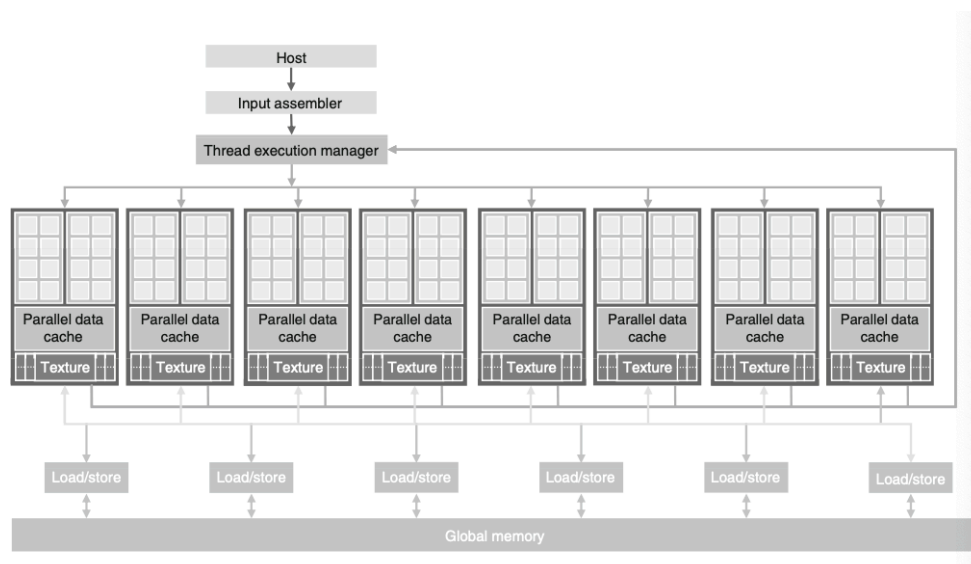 Host
Input assembler
Thread execution manager
Parallel data
cache
Parallel data
cache
Parallel data
cache
Parallel data
cache
Parallel data
cache
Parallel data
cache
Parallel data
cache
Parallel data
cache
Texture
Texture
Texture
Texture
Texture
Texture
Texture
Texture
Load/store
Load/store
Load/store
Load/store
Load/store
Load/store
Global memory